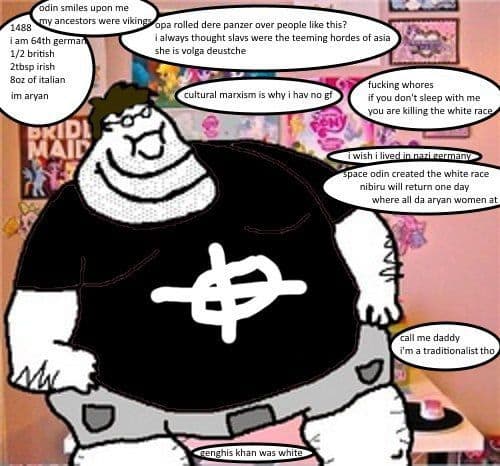 odin smiles upon me
my ancestors were vikings
1488
i am 64th german
1/2 british
2tbsp irish
8oz of italian
im aryan
opa rolled dere panzer over people like this?
i always thought slavs were the teeming hordes of asia
she is volga deustche
cultural marxism is why i hav no gf
fucking whores
if you don't sleep with me
you are killing the white race
BRIDE
MAID
PONY
i wish i lived in nazi germany
space odin created the white race
nibiru will return one day
where all da aryan women at
call me daddy
i'm a traditionalist tho
genghis khan was white